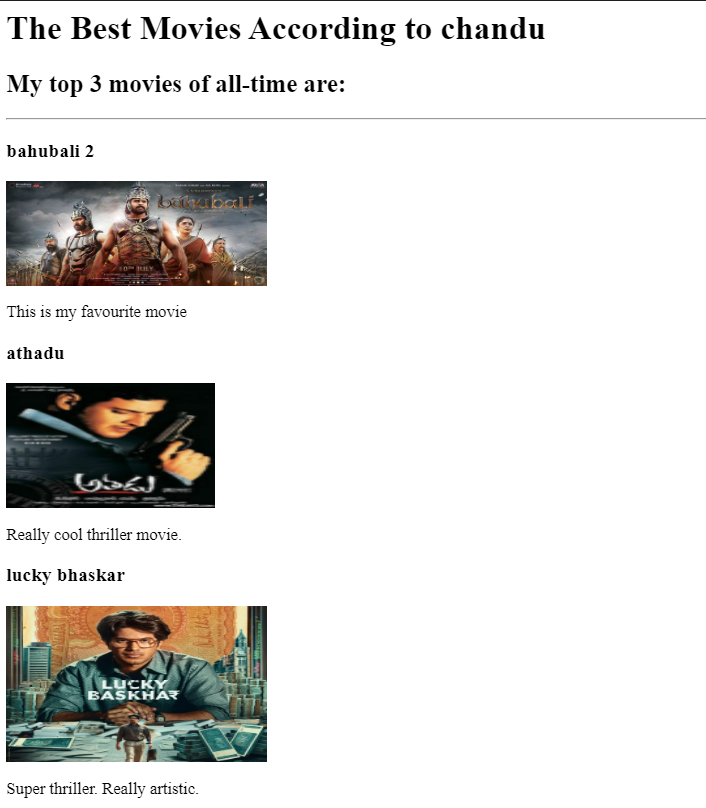 The Best Movies According to chandu
My top 3 movies of all-time are:
bahubali 2
bahubali
10TH JULY
This is my favourite movie
athadu
అతడు
Really cool thriller movie.
lucky bhaskar
LUCKY
BASKHAR
Super thriller. Really artistic.